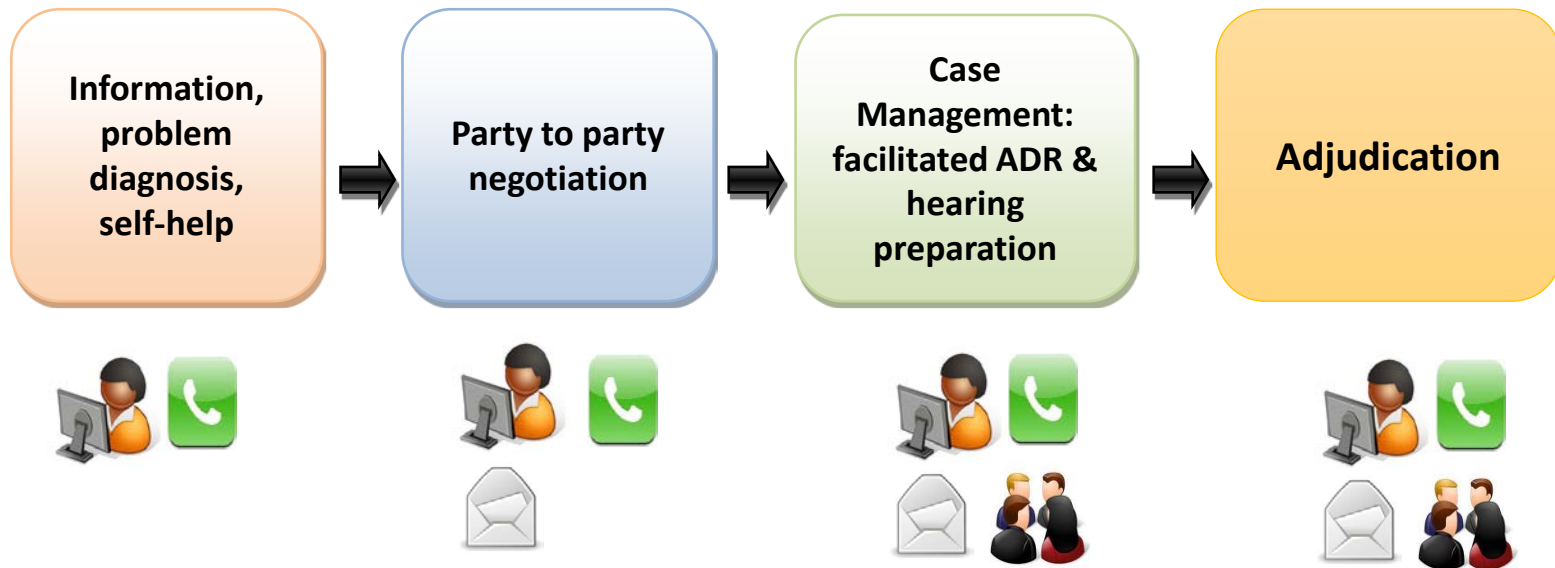 Information,
problem
diagnosis,
self-help
Party to party
negotiation
Case
Management:
facilitated ADR &
hearing
preparation
Adjudication